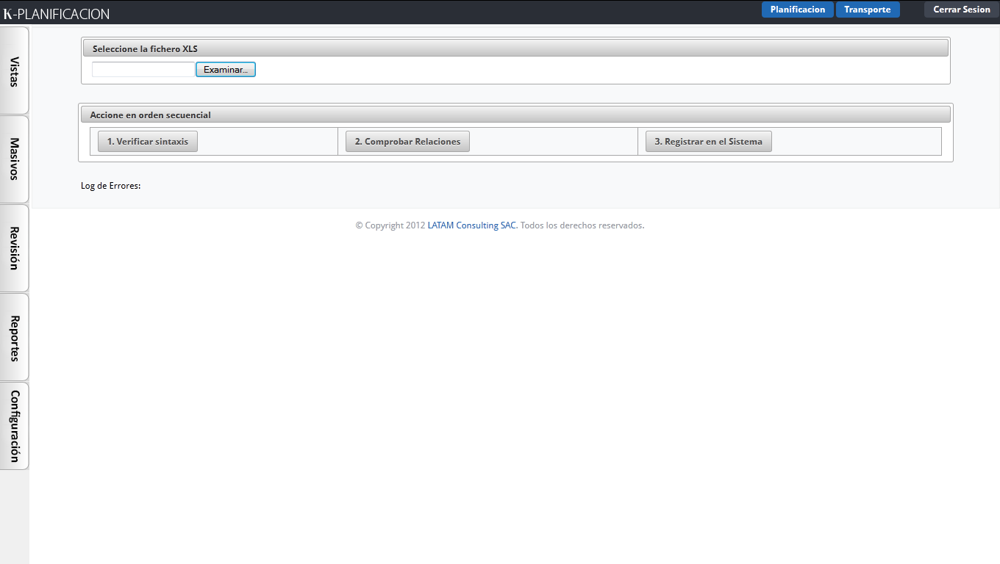 K-PLANIFICACION
Planificacion
Transporte
Cerrar Sesion
Vistas
Masivos
Revisión
Reportes
Configuración
Seleccione la fichero XLS
Examinar...
Accione en orden secuencial
1. Verificar sintaxis
2. Comprobar Relaciones
3. Registrar en el Sistema
Log de Errores:
© Copyright 2012 LATAM Consulting SAC. Todos los derechos reservados.